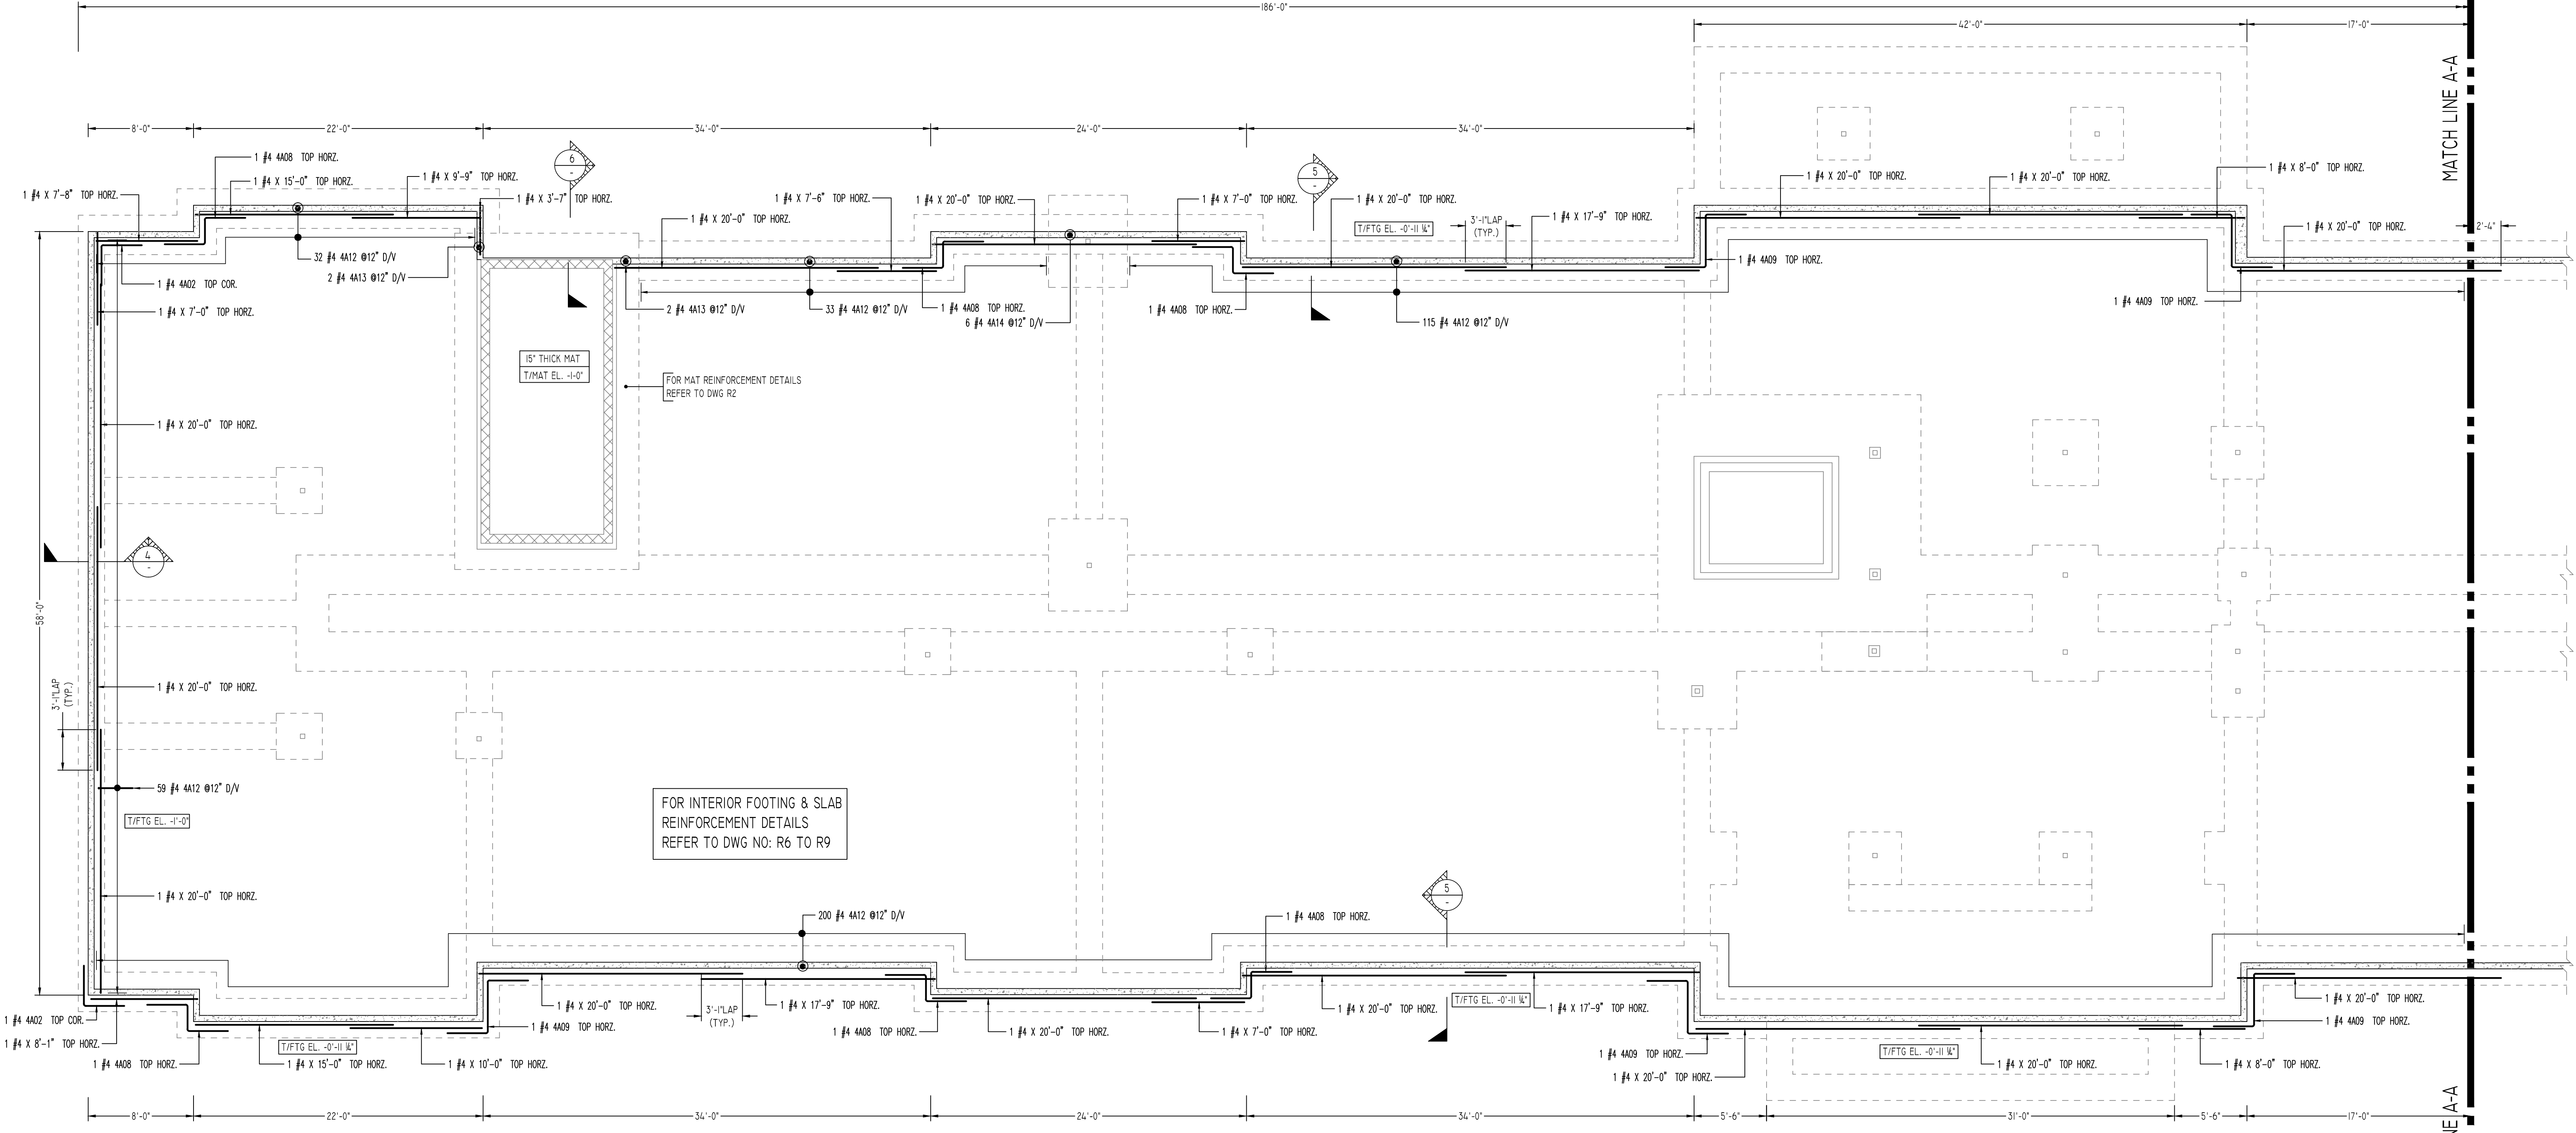 186'-0"
42'-0"
17'-0"
MATCH LINE A-A
8'-0"
22'-0"
34'-0"
24'-0"
34'-0"
6
-
5
-
1 #4 4A08 TOP HORZ.
1 #4 X 15'-0" TOP HORZ.
1 #4 X 9'-9" TOP HORZ.
1 #4 X 7'-8" TOP HORZ.
1 #4 X 3'-7" TOP HORZ.
1 #4 X 20'-0" TOP HORZ.
1 #4 X 7'-6" TOP HORZ.
1 #4 X 20'-0" TOP HORZ.
1 #4 X 7'-0" TOP HORZ.
1 #4 X 20'-0" TOP HORZ.
T/FTG EL. -0'-11 ¼"
3'-1"LAP
(TYP.)
1 #4 X 17'-9" TOP HORZ.
1 #4 X 20'-0" TOP HORZ.
1 #4 X 20'-0" TOP HORZ.
1 #4 X 8'-0" TOP HORZ.
1 #4 X 20'-0" TOP HORZ.
2'-4"
32 #4 4A12 @12" D/V
2 #4 4A13 @12" D/V
1 #4 4A02 TOP COR.
1 #4 X 7'-0" TOP HORZ.
2 #4 4A13 @12" D/V
33 #4 4A12 @12" D/V
1 #4 4A08 TOP HORZ.
6 #4 4A14 @12" D/V
1 #4 4A08 TOP HORZ.
115 #4 4A12 @12" D/V
1 #4 4A09 TOP HORZ.
1 #4 4A09 TOP HORZ.
15" THICK MAT
T/MAT EL. -1-0"
FOR MAT REINFORCEMENT DETAILS
REFER TO DWG R2
1 #4 X 20'-0" TOP HORZ.
4
-
58'-0"
1 #4 X 20'-0" TOP HORZ.
3'-1"LAP
(TYP.)
59 #4 4A12 @12" D/V
T/FTG EL. -1'-0"
FOR INTERIOR FOOTING & SLAB
REINFORCEMENT DETAILS
REFER TO DWG NO: R6 TO R9
1 #4 X 20'-0" TOP HORZ.
200 #4 4A12 @12" D/V
1 #4 4A08 TOP HORZ.
5
-
1 #4 4A02 TOP COR.
1 #4 X 8'-1" TOP HORZ.
1 #4 4A08 TOP HORZ.
T/FTG EL. -0'-11 ¼"
1 #4 X 15'-0" TOP HORZ.
1 #4 X 10'-0" TOP HORZ.
1 #4 4A09 TOP HORZ.
1 #4 X 20'-0" TOP HORZ.
3'-1"LAP
(TYP.)
1 #4 X 17'-9" TOP HORZ.
1 #4 4A08 TOP HORZ.
1 #4 X 20'-0" TOP HORZ.
1 #4 X 7'-0" TOP HORZ.
1 #4 X 20'-0" TOP HORZ.
T/FTG EL. -0'-11 ¼"
1 #4 X 17'-9" TOP HORZ.
1 #4 4A09 TOP HORZ.
1 #4 X 20'-0" TOP HORZ.
T/FTG EL. -0'-11 ¼"
1 #4 X 20'-0" TOP HORZ.
1 #4 X 8'-0" TOP HORZ.
1 #4 X 20'-0" TOP HORZ.
1 #4 4A09 TOP HORZ.
8'-0"
22'-0"
34'-0"
24'-0"
34'-0"
5'-6"
31'-0"
5'-6"
17'-0"
NE A-A